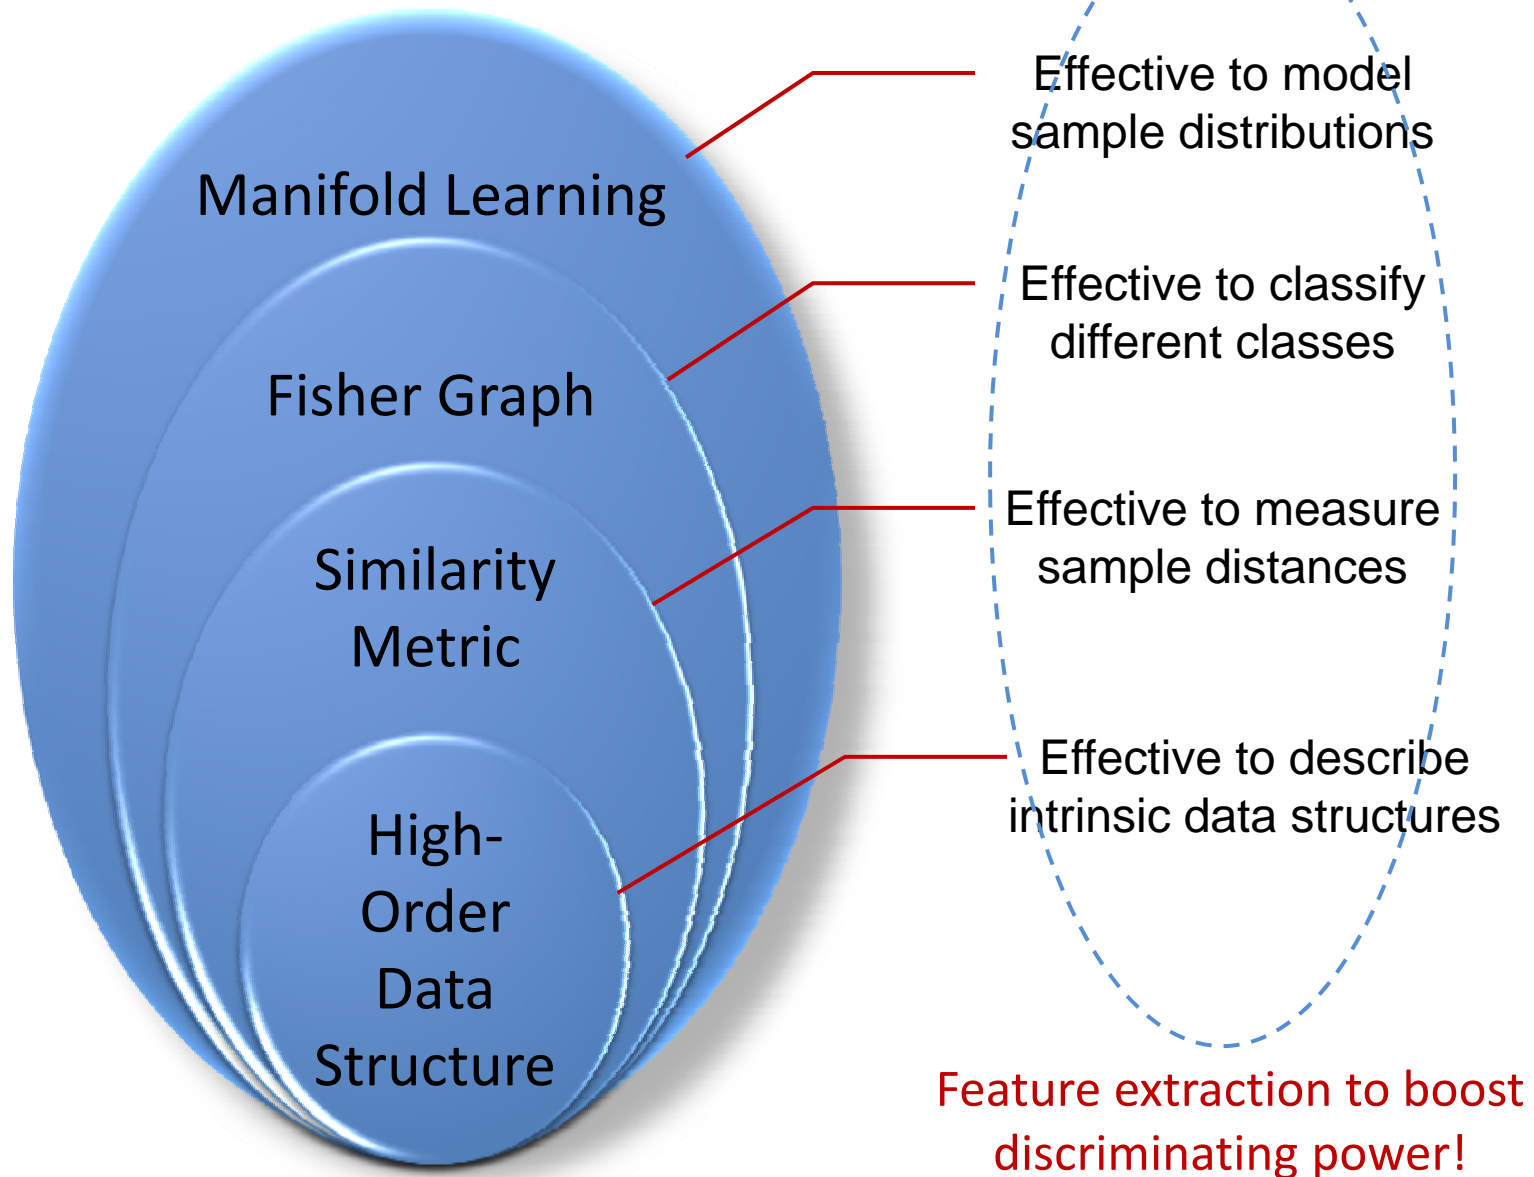 Manifold Learning
Fisher Graph
Similarity
Metric
High-
Order
Data
Structure
Effective to model
sample distributions
Effective to classify
different classes
Effective to measure
sample distances
Effective to describe
intrinsic data structures
Feature extraction to boost
discriminating power!